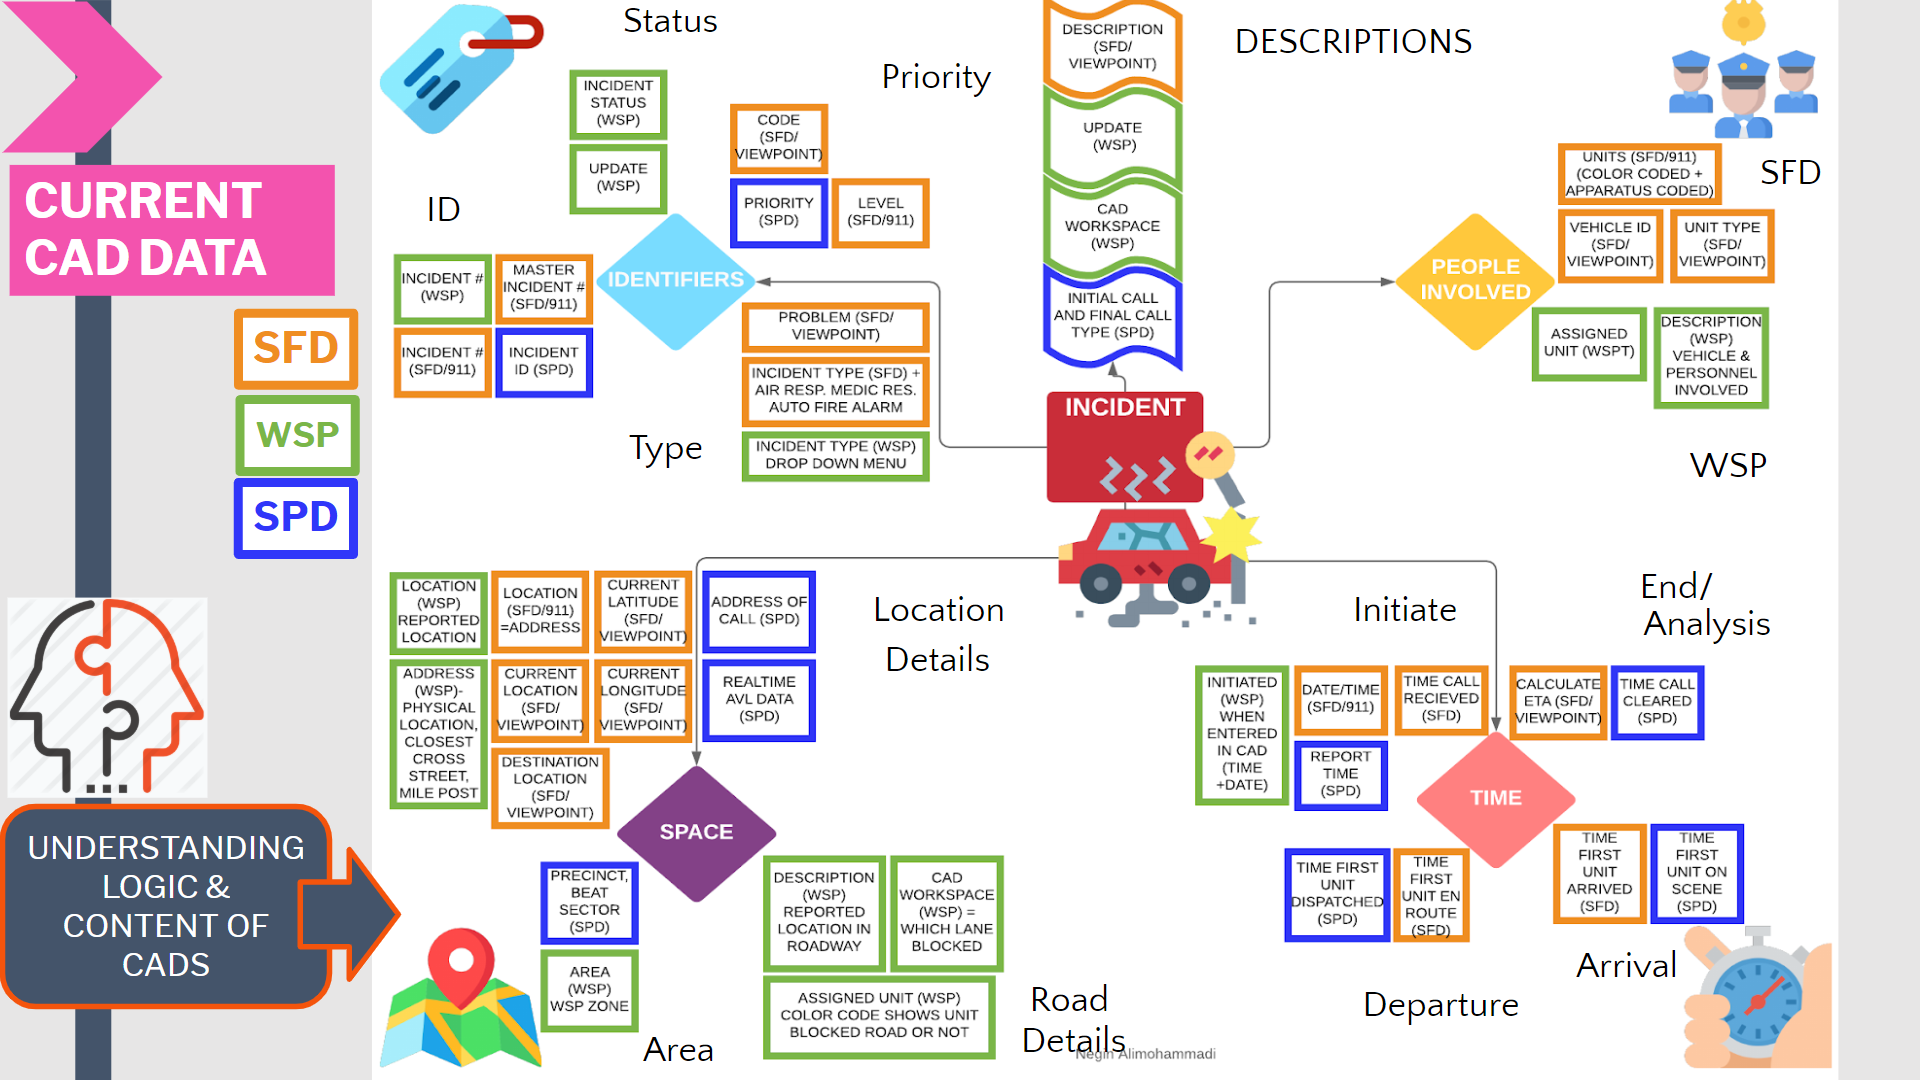 CURRENT
CAD DATA
SFD
WSP
SPD
UNDERSTANDING
LOGIC &
CONTENT OF
CADS
Status
INCIDENT
STATUS
(WSP)
UPDATE
(WSP)
Priority
CODE
(SFD/
VIEWPOINT)
PRIORITY
(SPD)
LEVEL
(SFD/911)
ID
INCIDENT #
(WSP)
MASTER
INCIDENT #
(SFD/911)
INCIDENT #
(SFD/911)
INCIDENT
ID (SPD)
IDENTIFIERS
PROBLEM (SFD/
VIEWPOINT)
INCIDENT TYPE (SFD) +
AIR RESP. MEDIC RES.
AUTO FIRE ALARM
INCIDENT TYPE (WSP)
DROP DOWN MENU
Type
DESCRIPTION
(SFD/
VIEWPOINT)
UPDATE
(WSP)
CAD
WORKSPACE
(WSP)
INITIAL CALL
AND FINAL CALL
TYPE (SPD)
DESCRIPTIONS
INCIDENT
UNITS (SFD/911)
(COLOR CODED +
APPARATUS CODED)
SFD
VEHICLE ID
(SFD/
VIEWPOINT)
UNIT TYPE
(SFD/
VIEWPOINT)
PEOPLE
INVOLVED
ASSIGNED
UNIT (WSPT)
DESCRIPTION
(WSP)
VEHICLE &
PERSONNEL
INVOLVED
WSP
LOCATION
(WSP)
REPORTED
LOCATION
LOCATION
(SFD/911)
=ADDRESS
CURRENT
LATITUDE
(SFD/
VIEWPOINT)
ADDRESS OF
CALL (SPD)
ADDRESS
(WSP)-
PHYSICAL
LOCATION,
CLOSEST
CROSS
STREET,
MILE POST
CURRENT
LOCATION
(SFD/
VIEWPOINT)
CURRENT
LONGITUDE
(SFD/
VIEWPOINT)
REALTIME
AVL DATA
(SPD)
DESTINATION
LOCATION
(SFD/
VIEWPOINT)
Location
Details
SPACE
PRECINCT,
BEAT
SECTOR
(SPD)
AREA
(WSP)
WSP ZONE
Area
DESCRIPTION
(WSP)
REPORTED
LOCATION IN
ROADWAY
CAD
WORKSPACE
(WSP) =
WHICH LANE
BLOCKED
ASSIGNED UNIT (WSP)
COLOR CODE SHOWS UNIT
BLOCKED ROAD OR NOT
Road
Details
Negin Alimohammadi
Initiate
INITIATED
(WSP)
WHEN
ENTERED
IN CAD
(TIME
+DATE)
DATE/TIME
(SFD/911)
TIME CALL
RECIEVED
(SFD)
REPORT
TIME
(SPD)
End/
Analysis
CALCULATE
ETA (SFD/
VIEWPOINT)
TIME CALL
CLEARED
(SPD)
TIME
TIME FIRST
UNIT
DISPATCHED
(SPD)
TIME
FIRST
UNIT EN
ROUTE
(SFD)
Departure
TIME
FIRST
UNIT
ARRIVED
(SFD)
TIME
FIRST
UNIT ON
SCENE
(SPD)
Arrival